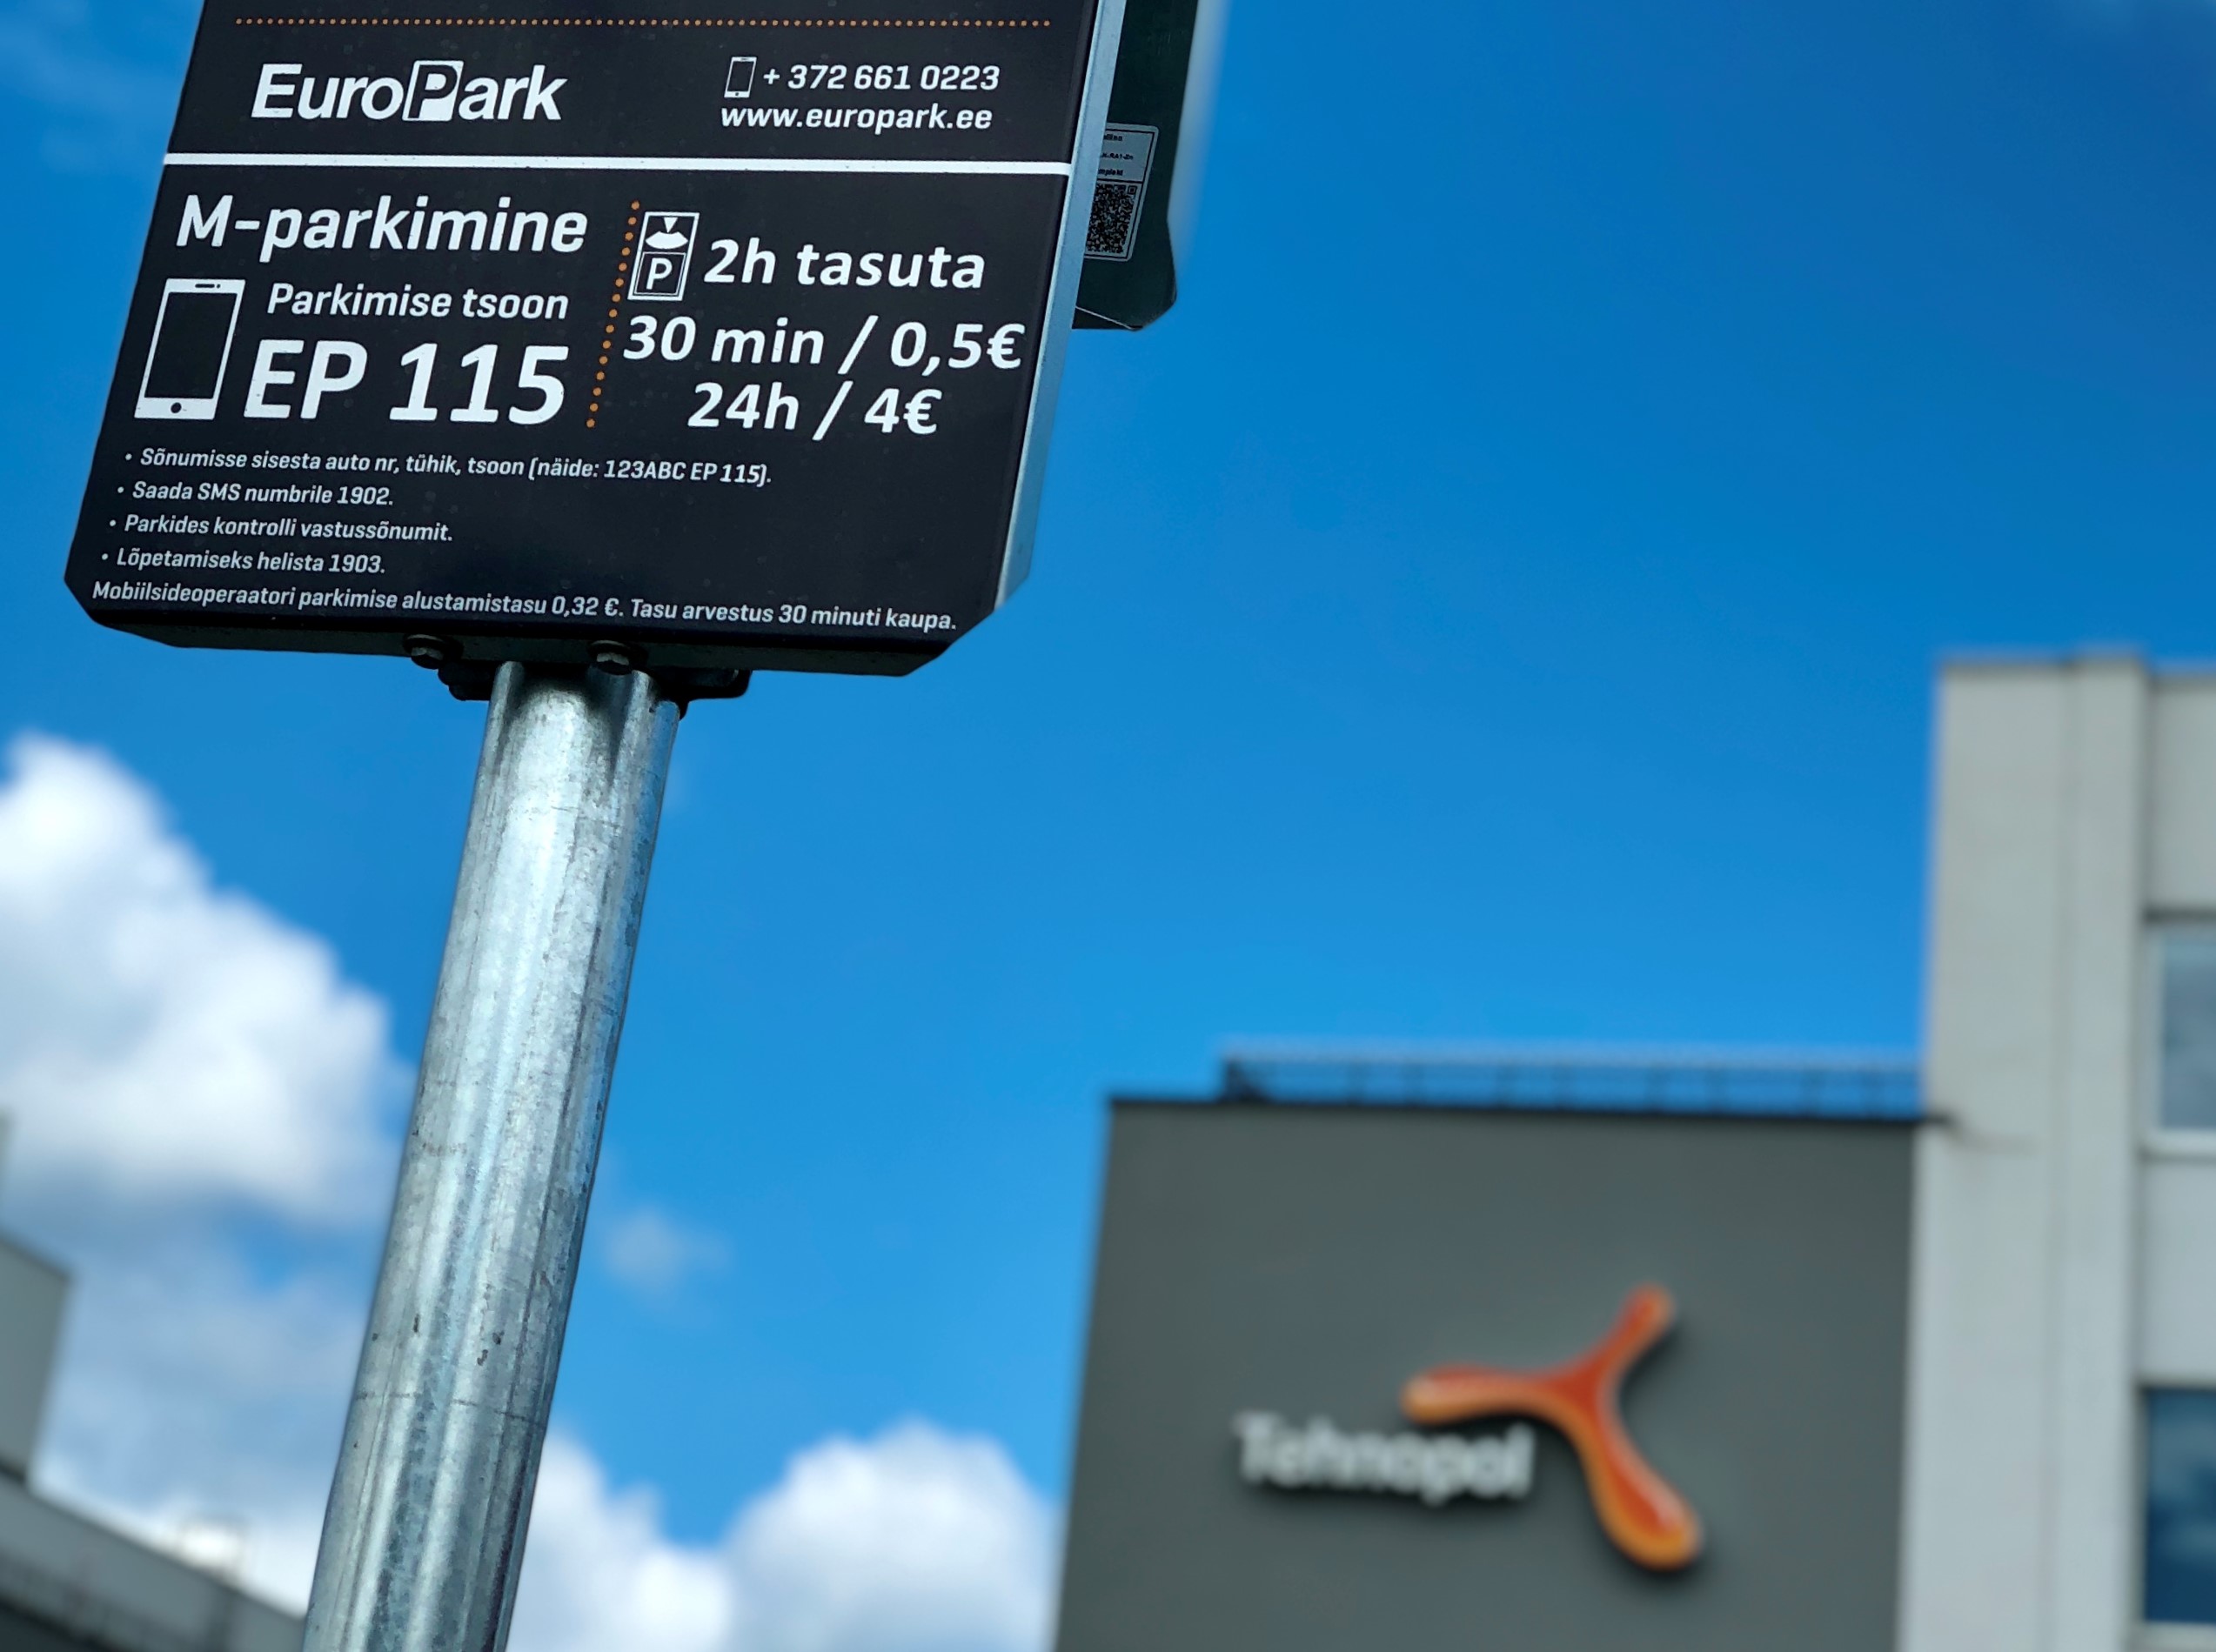 EuroPark
+ 372 661 0223
www.europark.ee
M-parkimine
Parkimise tsoon
EP 115
P 2h tasuta
30 min / 0,5€
24h / 4€
• Sõnumisse sisesta auto nr, tühik, tsoon (näide: 123ABC EP 115).
• Saada SMS numbrile 1902.
• Parkides kontrolli vastussõnumit.
• Lõpetamiseks helista 1903.
Mobiilsideoperaatori parkimise alustamistasu 0,32 €. Tasu arvestus 30 minuti kaupa.
Tehnopol